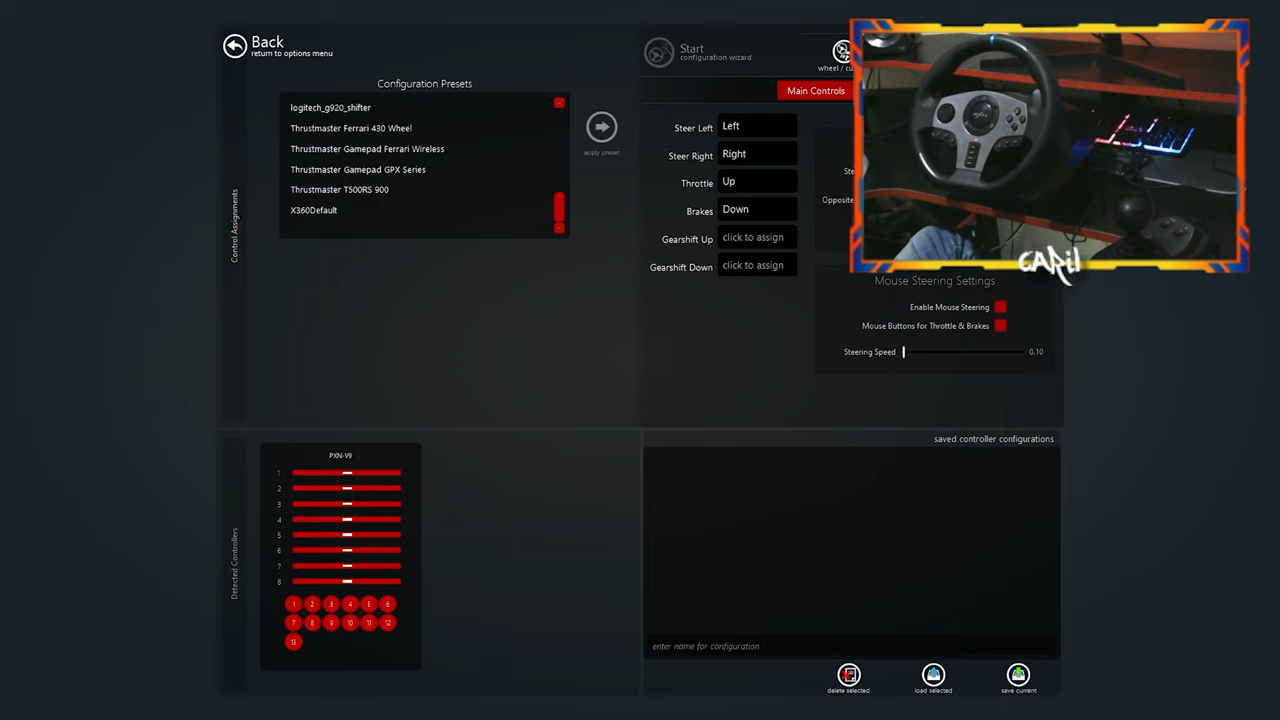 Back
return to options menu
Configuration Presets
logitech_g920_shifter
Thrustmaster Ferrari 430 Wheel
Thrustmaster Gamepad Ferrari Wireless
Thrustmaster Gamepad GPX Series
Thrustmaster T500RS 900
X360Default
apply preset
Control Assignments
Start
configuration wizard
wheel /
Main Controls
Steer Left
Left
Steer Right
Right
Throttle
Up
Brakes
Down
Gearshift Up
click to assign
Gearshift Down
click to assign
Opposite
CARil
Mouse Steering Settings
Enable Mouse Steering
Mouse Buttons for Throttle & Brakes
Steering Speed
0.10
Detected Controllers
PXN-V9
1
2
3
4
5
6
7
8
1 2 3 4 5 6
7 8 9 10 11 12
13
saved controller configurations
enter name for configuration
delete selected
load selected
save current